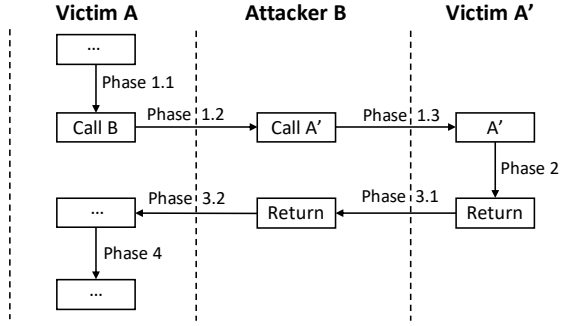 Victim A Attacker B Victim A’
...
Phase 1.1
Call B Phase 1.2 Call A’ Phase 1.3 A’
Phase 2
... Phase 3.2 Return Phase 3.1 Return
Phase 4
...